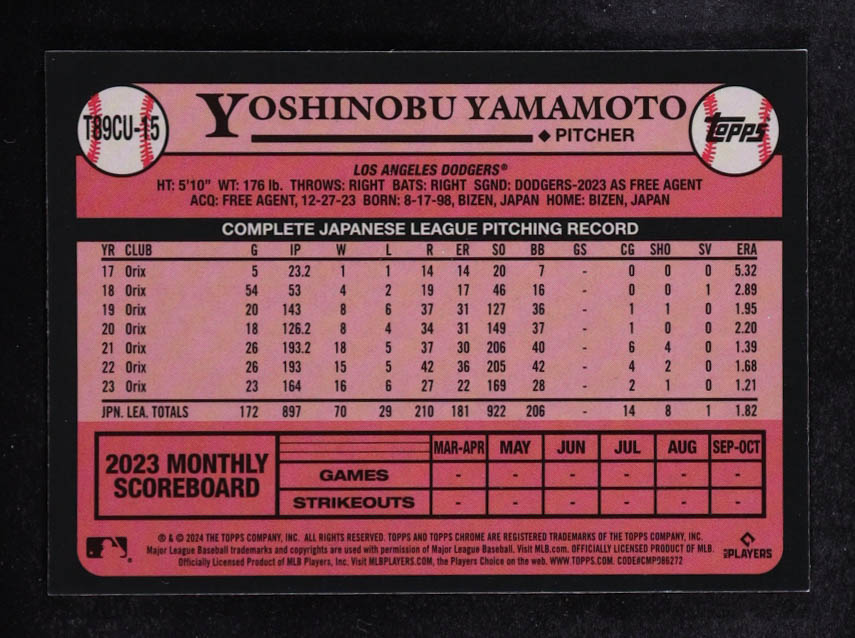 T89CU-15
YOSHINOBU YAMAMOTO
◆ PITCHER
Topps
LOS ANGELES DODGERS®
HT: 5'10" WT: 176 lb. THROWS: RIGHT BATS: RIGHT SGND: DODGERS-2023 AS FREE AGENT
ACQ: FREE AGENT, 12-27-23 BORN: 8-17-98, BIZEN, JAPAN HOME: BIZEN, JAPAN
COMPLETE JAPANESE LEAGUE PITCHING RECORD
YR CLUB G IP W L R ER SO BB GS CG SHO SV ERA
17 Orix 5 23.2 1 1 14 14 20 7 - 0 0 0 5.32
18 Orix 54 53 4 2 19 17 46 16 - 0 0 1 2.89
19 Orix 20 143 8 6 37 31 127 36 - 1 1 0 1.95
20 Orix 18 126.2 8 4 34 31 149 37 - 1 0 0 2.20
21 Orix 26 193.2 18 5 37 30 206 40 - 6 4 0 1.39
22 Orix 26 193 15 5 42 36 205 42 - 4 2 0 1.68
23 Orix 23 164 16 6 27 22 169 28 - 2 1 0 1.21
JPN. LEA. TOTALS 172 897 70 29 210 181 922 206 - 14 8 1 1.82
2023 MONTHLY SCOREBOARD
MAR-APR MAY JUN JUL AUG SEP-OCT
GAMES - - - - - -
STRIKEOUTS - - - - - -
® & © 2024 THE TOPPS COMPANY, INC. ALL RIGHTS RESERVED. TOPPS AND TOPPS CHROME ARE REGISTERED TRADEMARKS OF THE TOPPS COMPANY, INC.
Major League Baseball trademarks and copyrights are used with permission of Major League Baseball. Visit MLB.com. OFFICIALLY LICENSED PRODUCT OF MLB.
Officially Licensed Product of MLB Players, Inc. Visit MLBPLAYERS.COM, the Players Choice on the web. WWW.TOPPS.COM. CODE#CMP086272
MLB PLAYERS